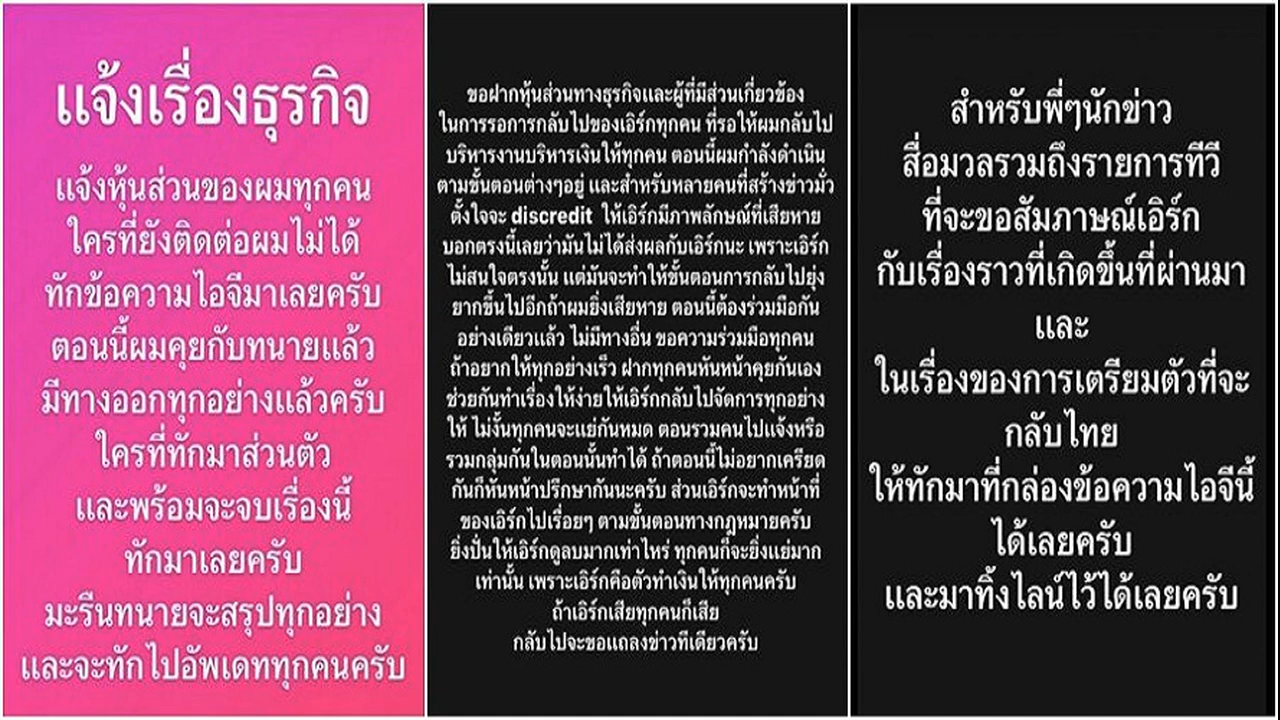 แจ้งเรื่องธุรกิจ
แจ้งหุ้นส่วนของผมทุกคน
ใครที่ยังติดต่อผมไม่ได้
ทักข้อความไอจีมาเลยครับ
ตอนนี้ผมคุยกับทนายแล้ว
มีทางออกทุกอย่างแล้วครับ
ใครที่ทักมาส่วนตัว
และพร้อมจะจบเรื่องนี้
ทักมาเลยครับ
มะรืนทนายจะสรุปทุกอย่าง
และจะทักไปอัพเดททุกคนครับ
ขอฝากหุ้นส่วนทางธุรกิจและผู้ที่มีส่วนเกี่ยวข้อง
ในการรอการกลับไปของเอิร์กทุกคน ที่รอให้ผมกลับไป
บริหารงานบริหารเงินให้ทุกคน ตอนนี้ผมกำลังดำเนิน
ตามขั้นตอนต่างๆอยู่ และสำหรับหลายคนที่สร้างข่าวมั่ว
ตั้งใจจะ discredit ให้เอิร์กมีภาพลักษณ์ที่เสียหาย
บอกตรงนี้เลยว่ามันไม่ได้ส่งผลกับเอิร์กนะ เพราะเอิร์ก
ไม่สนใจตรงนั้น แต่มันจะทำให้ขั้นตอนการกลับไปยุ่ง
ยากขึ้นไปอีกถ้าผมยิ่งเสียหาย ตอนนี้ต้องร่วมมือกัน
อย่างเดียวแล้ว ไม่มีทางอื่น ขอความร่วมมือทุกคน
ถ้าอยากให้ทุกอย่างเร็ว ฝากทุกคนหันหน้าคุยกันเอง
ช่วยกันทำเรื่องให้ง่ายให้เอิร์กกลับไปจัดการทุกอย่าง
ให้ ไม่งั้นทุกคนจะแย่กันหมด ตอนรวมคนไปแจ้งหรือ
รวมกลุ่มกันในตอนนั้นทำได้ ถ้าตอนนี้ไม่อยากเครียด
กันก็หันหน้าปรึกษากันนะครับ ส่วนเอิร์กจะทำหน้าที่
ของเอิร์กไปเรื่อยๆ ตามขั้นตอนทางกฎหมายครับ
ยิ่งปั่นให้เอิร์กดูลบมากเท่าไหร่ ทุกคนก็จะยิ่งแย่มาก
เท่านั้น เพราะเอิร์กคือตัวทำเงินให้ทุกคนครับ
ถ้าเอิร์กเสียทุกคนก็เสีย
กลับไปจะขอแถลงข่าวทีเดียวครับ
สำหรับพี่ๆนักข่าว
สื่อมวลรวมถึงรายการทีวี
ที่จะขอสัมภาษณ์เอิร์ก
กับเรื่องราวที่เกิดขึ้นที่ผ่านมา
และ
ในเรื่องของการเตรียมตัวที่จะ
กลับไทย
ให้ทักมาที่กล่องข้อความไอจีนี้
ได้เลยครับ
และมาทิ้งไลน์ไว้ได้เลยครับ